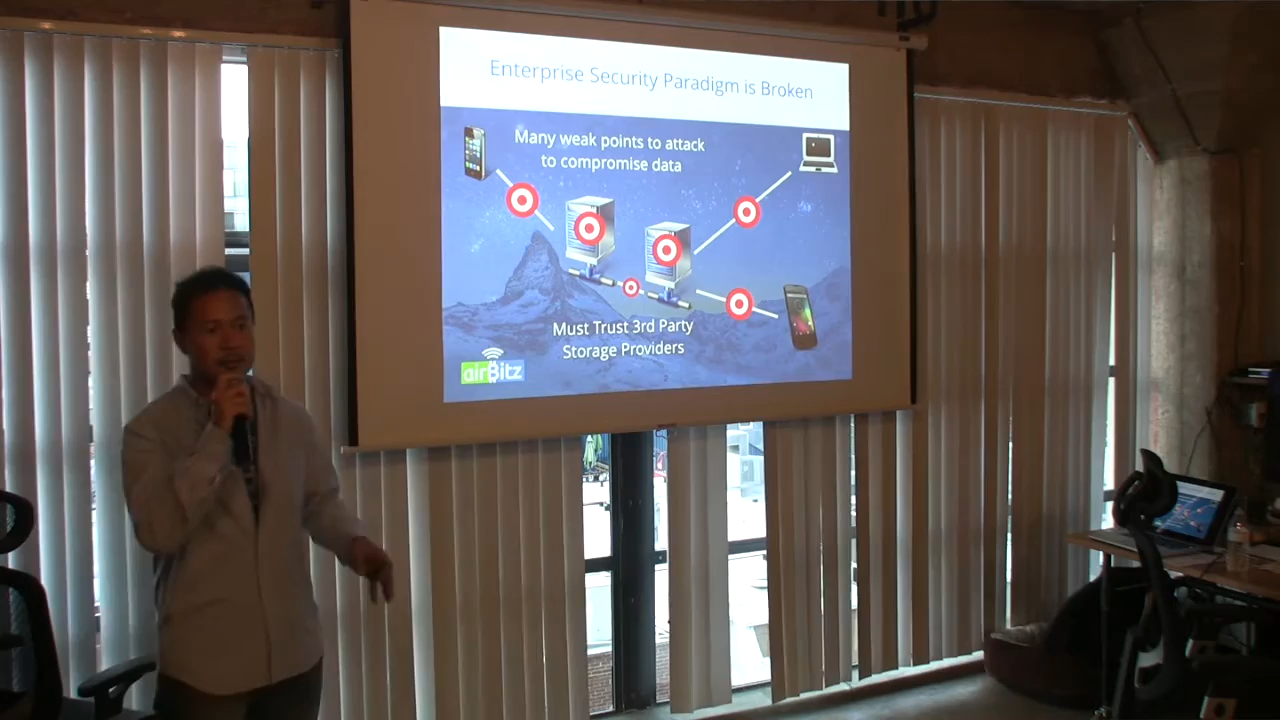 Enterprise Security Paradigm is Broken
Many weak points to attack
to compromise data
Must Trust 3rd Party
Storage Providers
airBitz